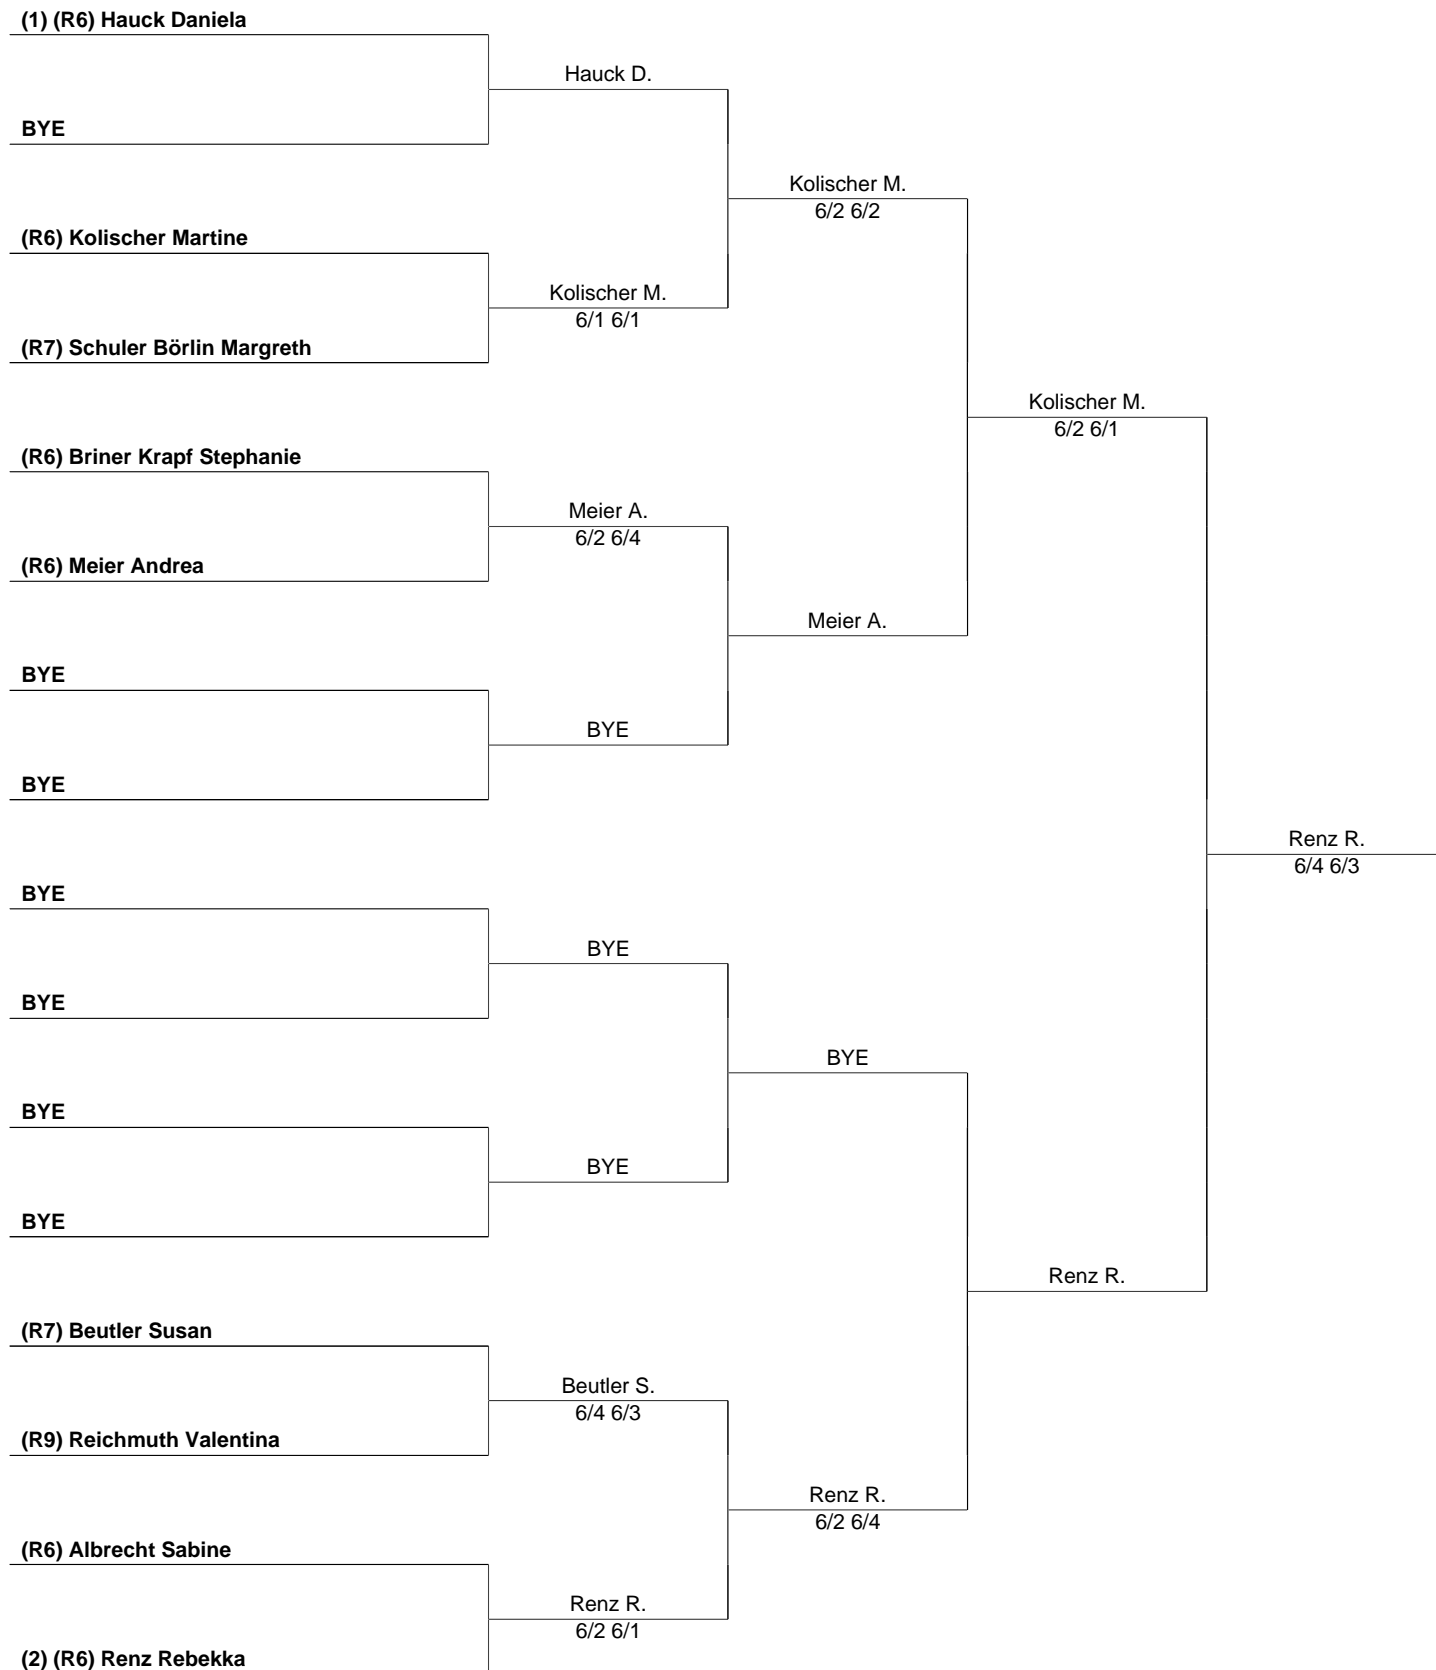 (1) (R6) Hauck Daniela
Hauck D.
BYE
Kolischer M.
6/2 6/2
(R6) Kolischer Martine
Kolischer M.
6/1 6/1
(R7) Schuler Börlin Margreth
Kolischer M.
6/2 6/1
(R6) Briner Krapf Stephanie
Meier A.
6/2 6/4
(R6) Meier Andrea
Meier A.
BYE
BYE
BYE
Renz R.
6/4 6/3
BYE
BYE
BYE
BYE
BYE
BYE
BYE
Renz R.
(R7) Beutler Susan
Beutler S.
6/4 6/3
(R9) Reichmuth Valentina
Renz R.
6/2 6/4
(R6) Albrecht Sabine
Renz R.
6/2 6/1
(2) (R6) Renz Rebekka